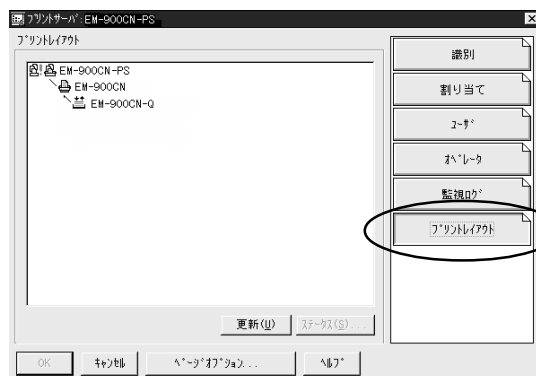 ﾌﾟﾘﾝﾄｻｰﾊﾞ:EM-900CN-PS
ﾌﾟﾘﾝﾄﾚｲｱｳﾄ
EM-900CN-PS
EM-900CN
EM-900CN-Q
更新(U)
ｽﾃｰﾀｽ(S)...
識別
割り当て
ﾕｰｻﾞ
ｵﾍﾟﾚｰﾀ
監視ﾛｸﾞ
ﾌﾟﾘﾝﾄﾚｲｱｳﾄ
OK
ｷｬﾝｾﾙ
ﾍﾟｰｼﾞｵﾌﾟｼｮﾝ...
ﾍﾙﾌﾟ